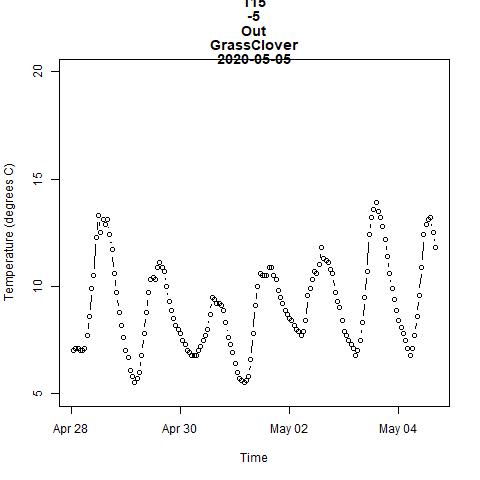 T15
-5
Out
GrassClover
2020-05-05
Temperature (degrees C)
20
15
10
5
Apr 28
Apr 30
May 02
May 04
Time